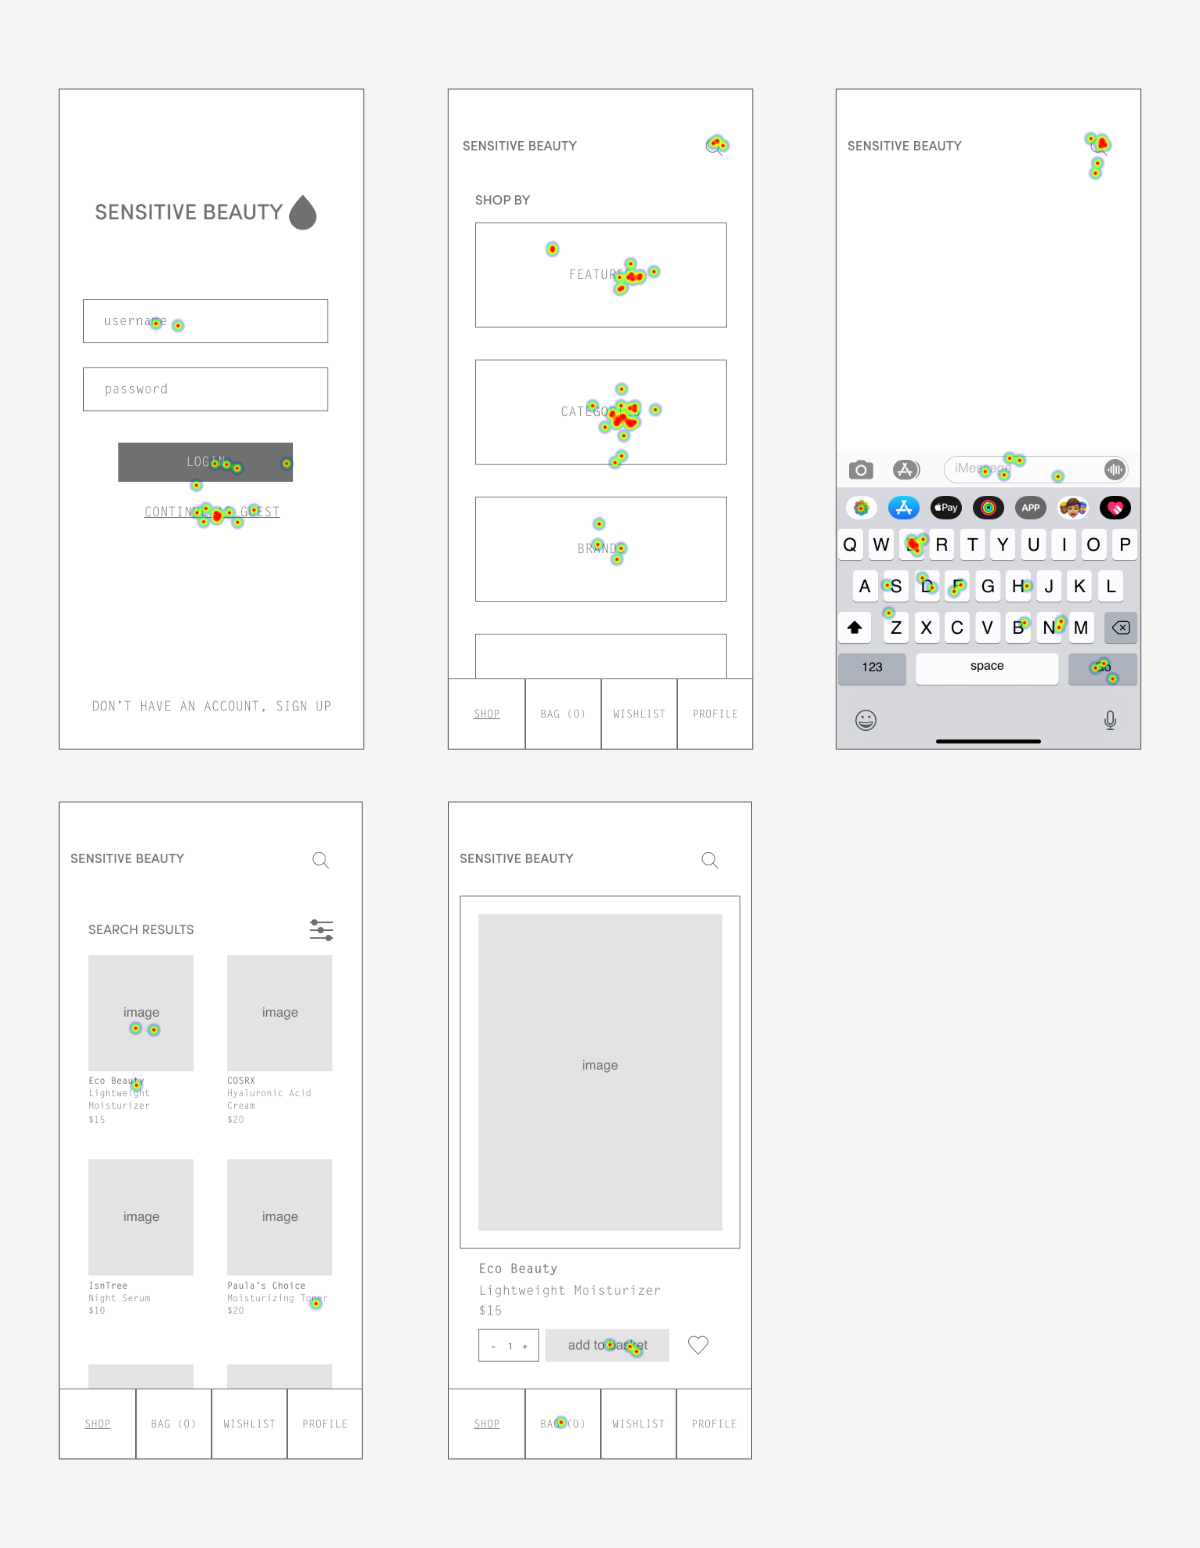 SENSITIVE BEAUTY
username
password
LOGIN
CONTINUE AS GUEST
DON'T HAVE AN ACCOUNT, SIGN UP
SENSITIVE BEAUTY
SHOP BY
FEATURED
CATEGORIES
BRANDS
SHOP BAG (0) WISHLIST PROFILE
SENSITIVE BEAUTY
iMessage
Pay APP
Q W E R T Y U I O P
A S D F G H J K L
Z X C V B N M
123 space Go
SENSITIVE BEAUTY
SEARCH RESULTS
image image
Eco Beauty
Lightweight
Moisturizer
$15
COSRX
Hyaluronic Acid
Cream
$20
image image
IsnTree
Night Serum
$10
Paula's Choice
Moisturizing Toner
$20
SHOP BAG (0) WISHLIST PROFILE
SENSITIVE BEAUTY
image
Eco Beauty
Lightweight Moisturizer
$15
- 1 + add to basket
SHOP BAG (0) WISHLIST PROFILE